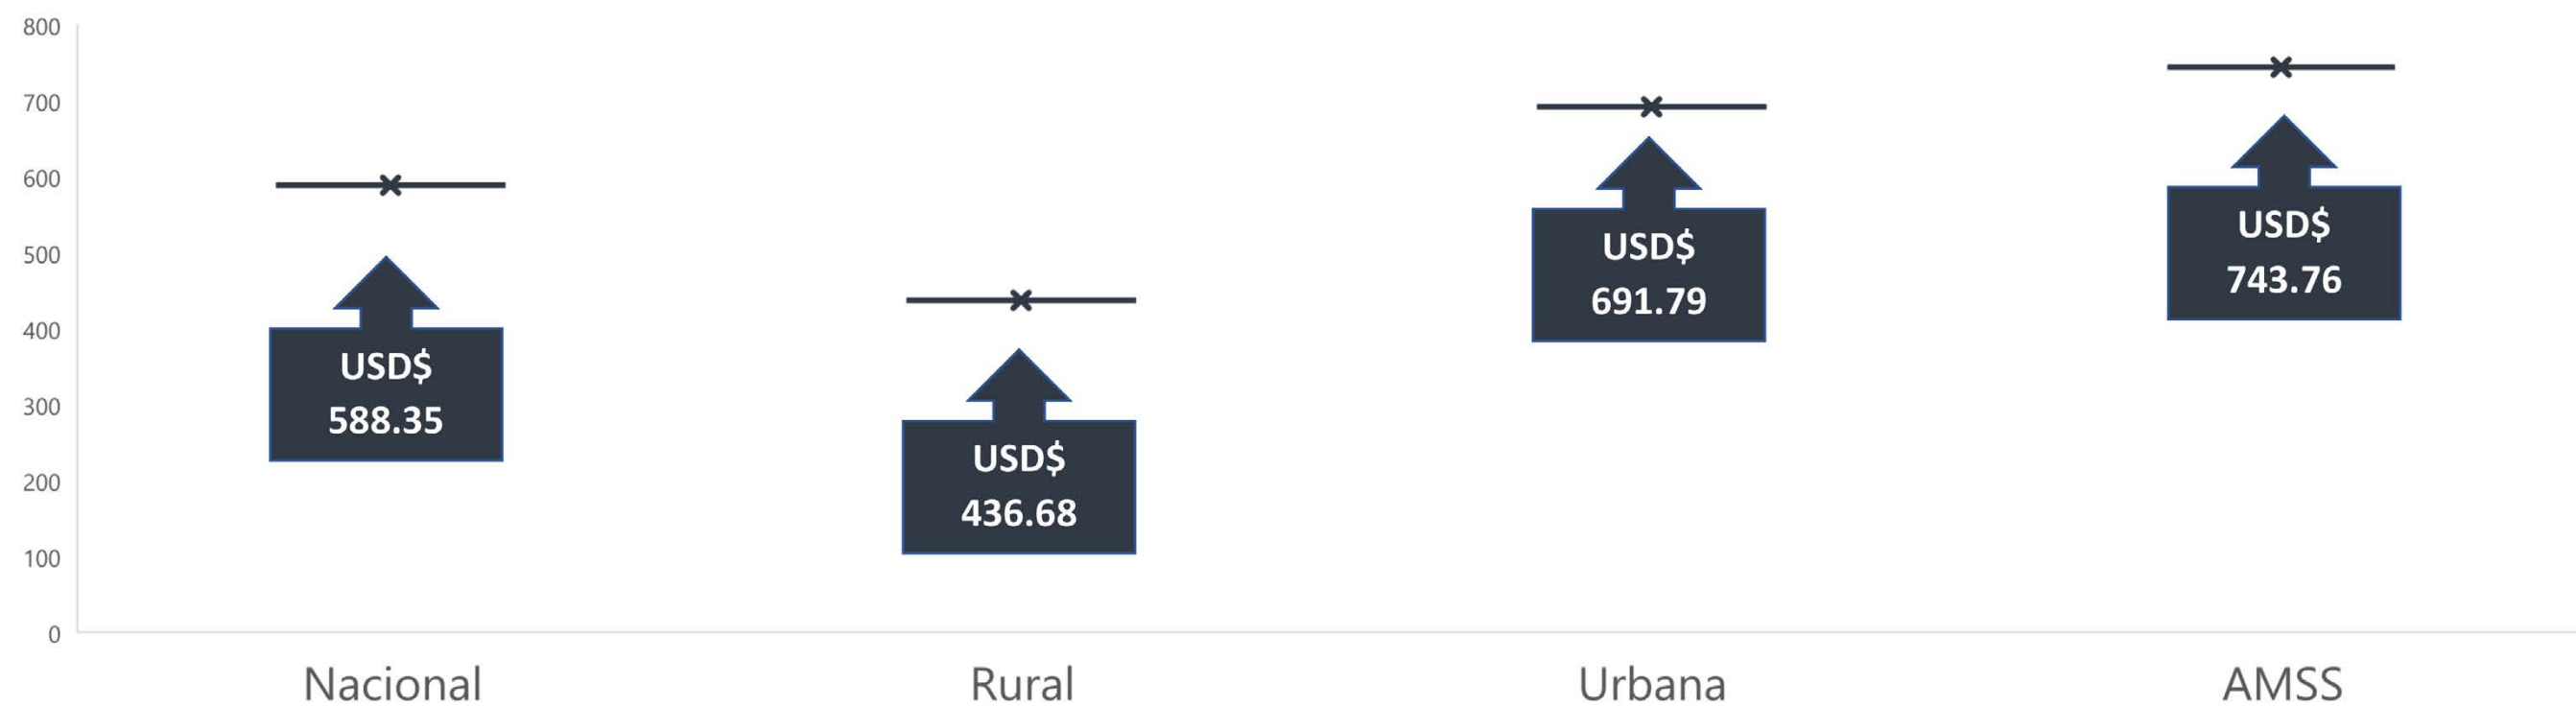 800
700
600
500
400
300
200
100
0
USD$
588.35
USD$
436.68
USD$
691.79
USD$
743.76
Nacional
Rural
Urbana
AMSS